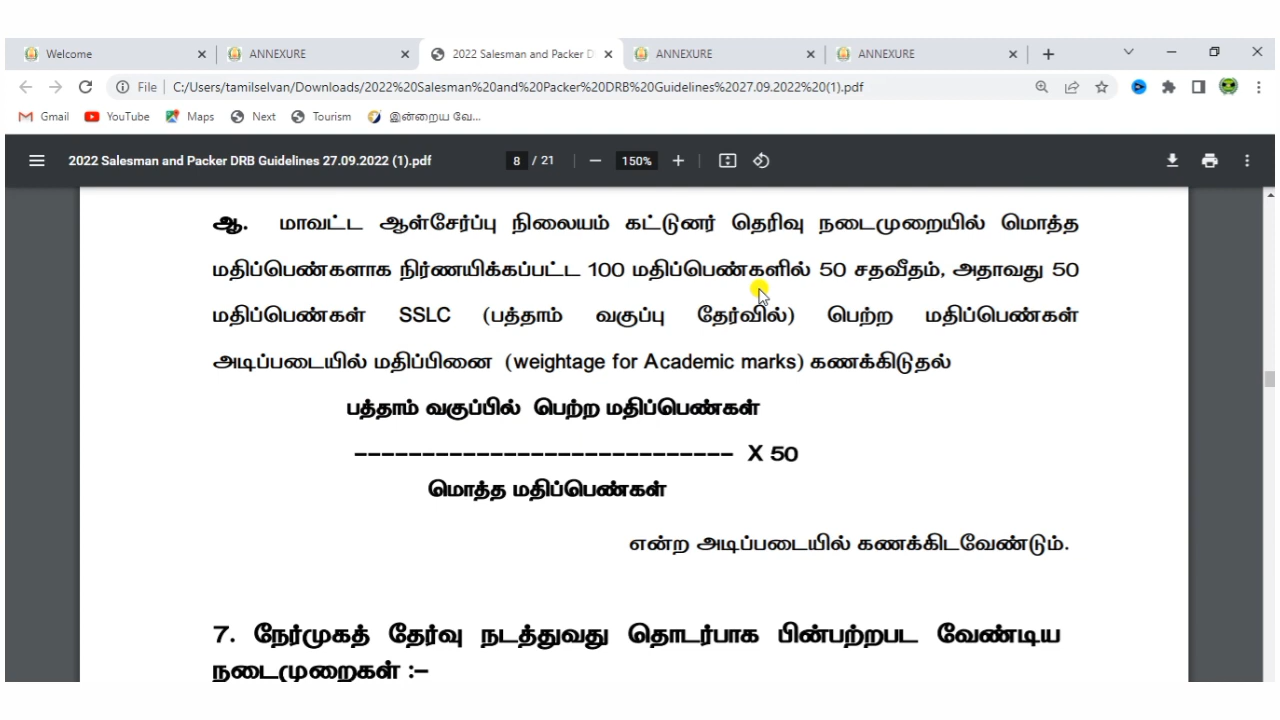 Welcome
ANNEXURE
2022 Salesman and Packer D
ANNEXURE
ANNEXURE
File C:/Users/tamilselvan/Downloads/2022%20Salesman%20and%20Packer%20DRB%20Guidelines%2027.09.2022%20(1).pdf
Gmail YouTube Maps Next Tourism இன்றைய வே...
2022 Salesman and Packer DRB Guidelines 27.09.2022 (1).pdf 8 / 21 150%
ஆ. மாவட்ட ஆள்சேர்ப்பு நிலையம் கட்டுனர் தெரிவு நடைமுறையில் மொத்த
மதிப்பெண்களாக நிர்ணயிக்கப்பட்ட 100 மதிப்பெண்களில் 50 சதவீதம், அதாவது 50
மதிப்பெண்கள் SSLC (பத்தாம் வகுப்பு தேர்வில்) பெற்ற மதிப்பெண்கள்
அடிப்படையில் மதிப்பினை (weightage for Academic marks) கணக்கிடுதல்
பத்தாம் வகுப்பில் பெற்ற மதிப்பெண்கள்
---------------------------- X 50
மொத்த மதிப்பெண்கள்
என்ற அடிப்படையில் கணக்கிடவேண்டும்.
7. நேர்முகத் தேர்வு நடத்துவது தொடர்பாக பின்பற்றபட வேண்டிய
நடைமுறைகள் :–